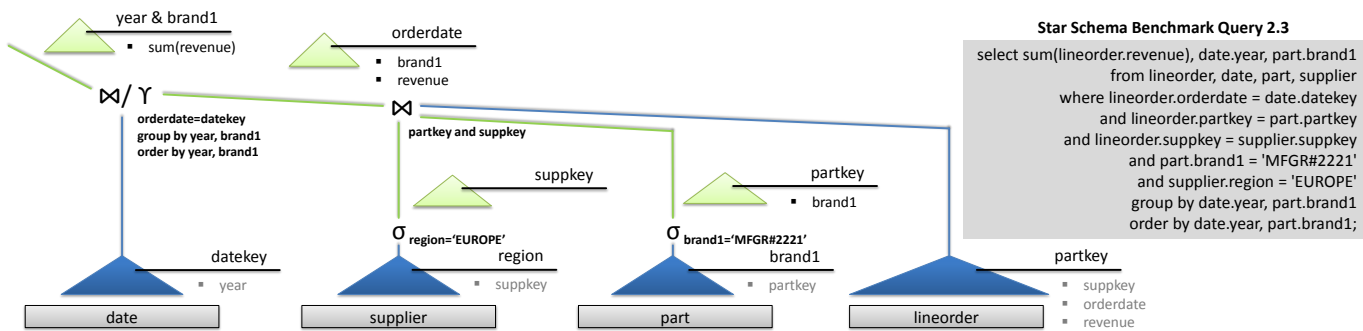 year & brand1
▪ sum(revenue)
orderdate
▪ brand1
▪ revenue
⋈/ϒ
orderdate=datekey
group by year, brand1
order by year, brand1
⋈
partkey and suppkey
suppkey
partkey
▪ brand1
σ region='EUROPE'
σ brand1='MFGR#2221'
datekey
▪ year
region
▪ suppkey
brand1
▪ partkey
partkey
▪ suppkey
▪ orderdate
▪ revenue
date
supplier
part
lineorder
Star Schema Benchmark Query 2.3
select sum(lineorder.revenue), date.year, part.brand1
from lineorder, date, part, supplier
where lineorder.orderdate = date.datekey
and lineorder.partkey = part.partkey
and lineorder.suppkey = supplier.suppkey
and part.brand1 = 'MFGR#2221'
and supplier.region = 'EUROPE'
group by date.year, part.brand1
order by date.year, part.brand1;